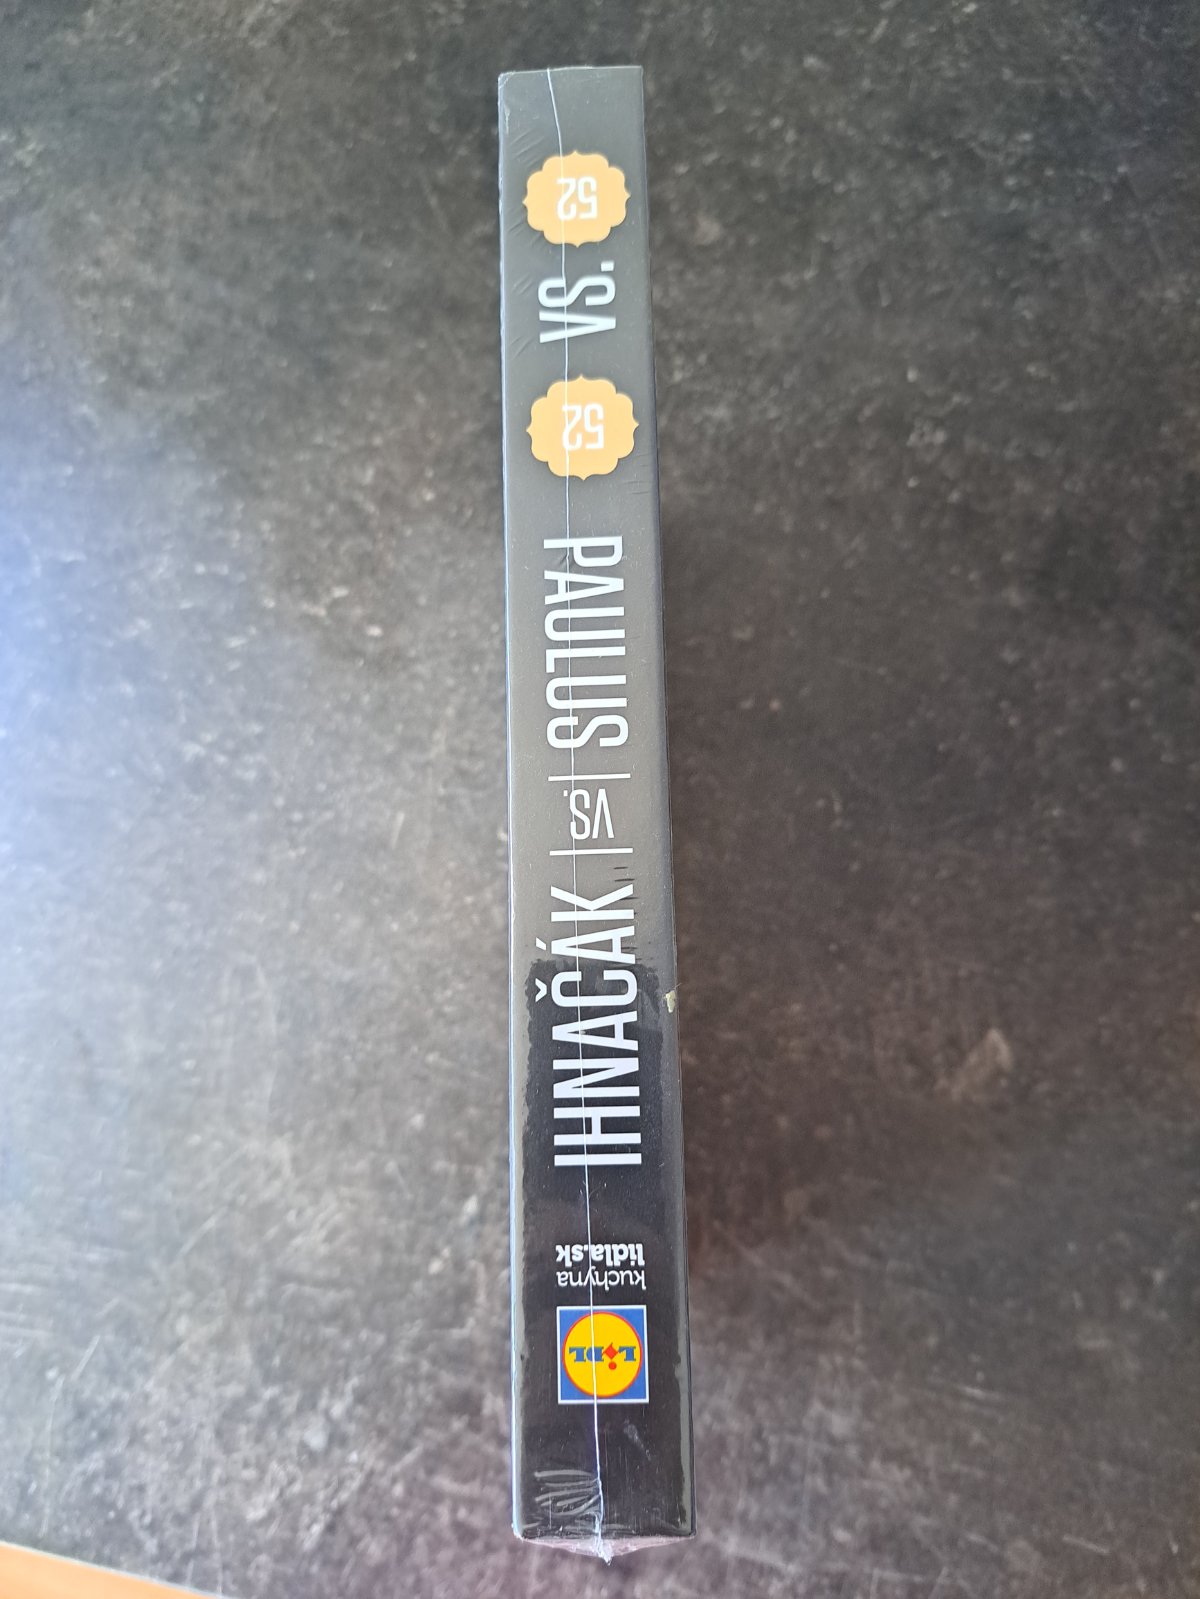 52
VS.
52
PAULUS
VS.
IHNAČÁK
kuchyna
lidla.sk
LIDL